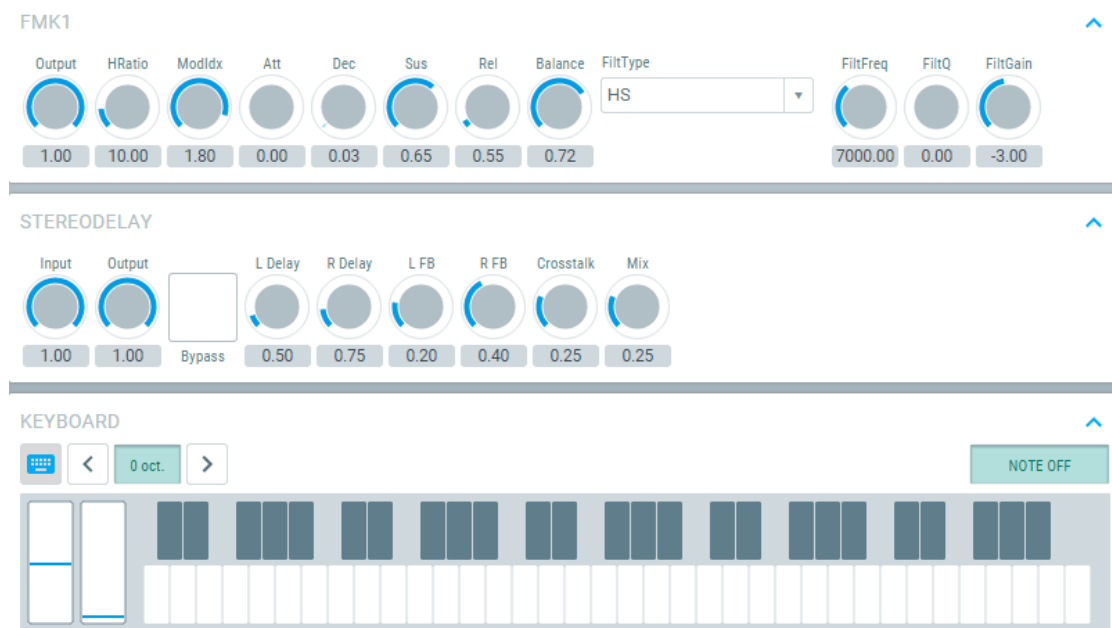 FMK1
Output HRatio ModIdx Att Dec Sus Rel Balance FiltType FiltFreq FiltQ FiltGain
HS
1.00 10.00 1.80 0.00 0.03 0.65 0.55 0.72 7000.00 0.00 -3.00
STEREODELAY
Input Output L Delay R Delay L FB R FB Crosstalk Mix
1.00 1.00 Bypass 0.50 0.75 0.20 0.40 0.25 0.25
KEYBOARD
0 oct. NOTE OFF